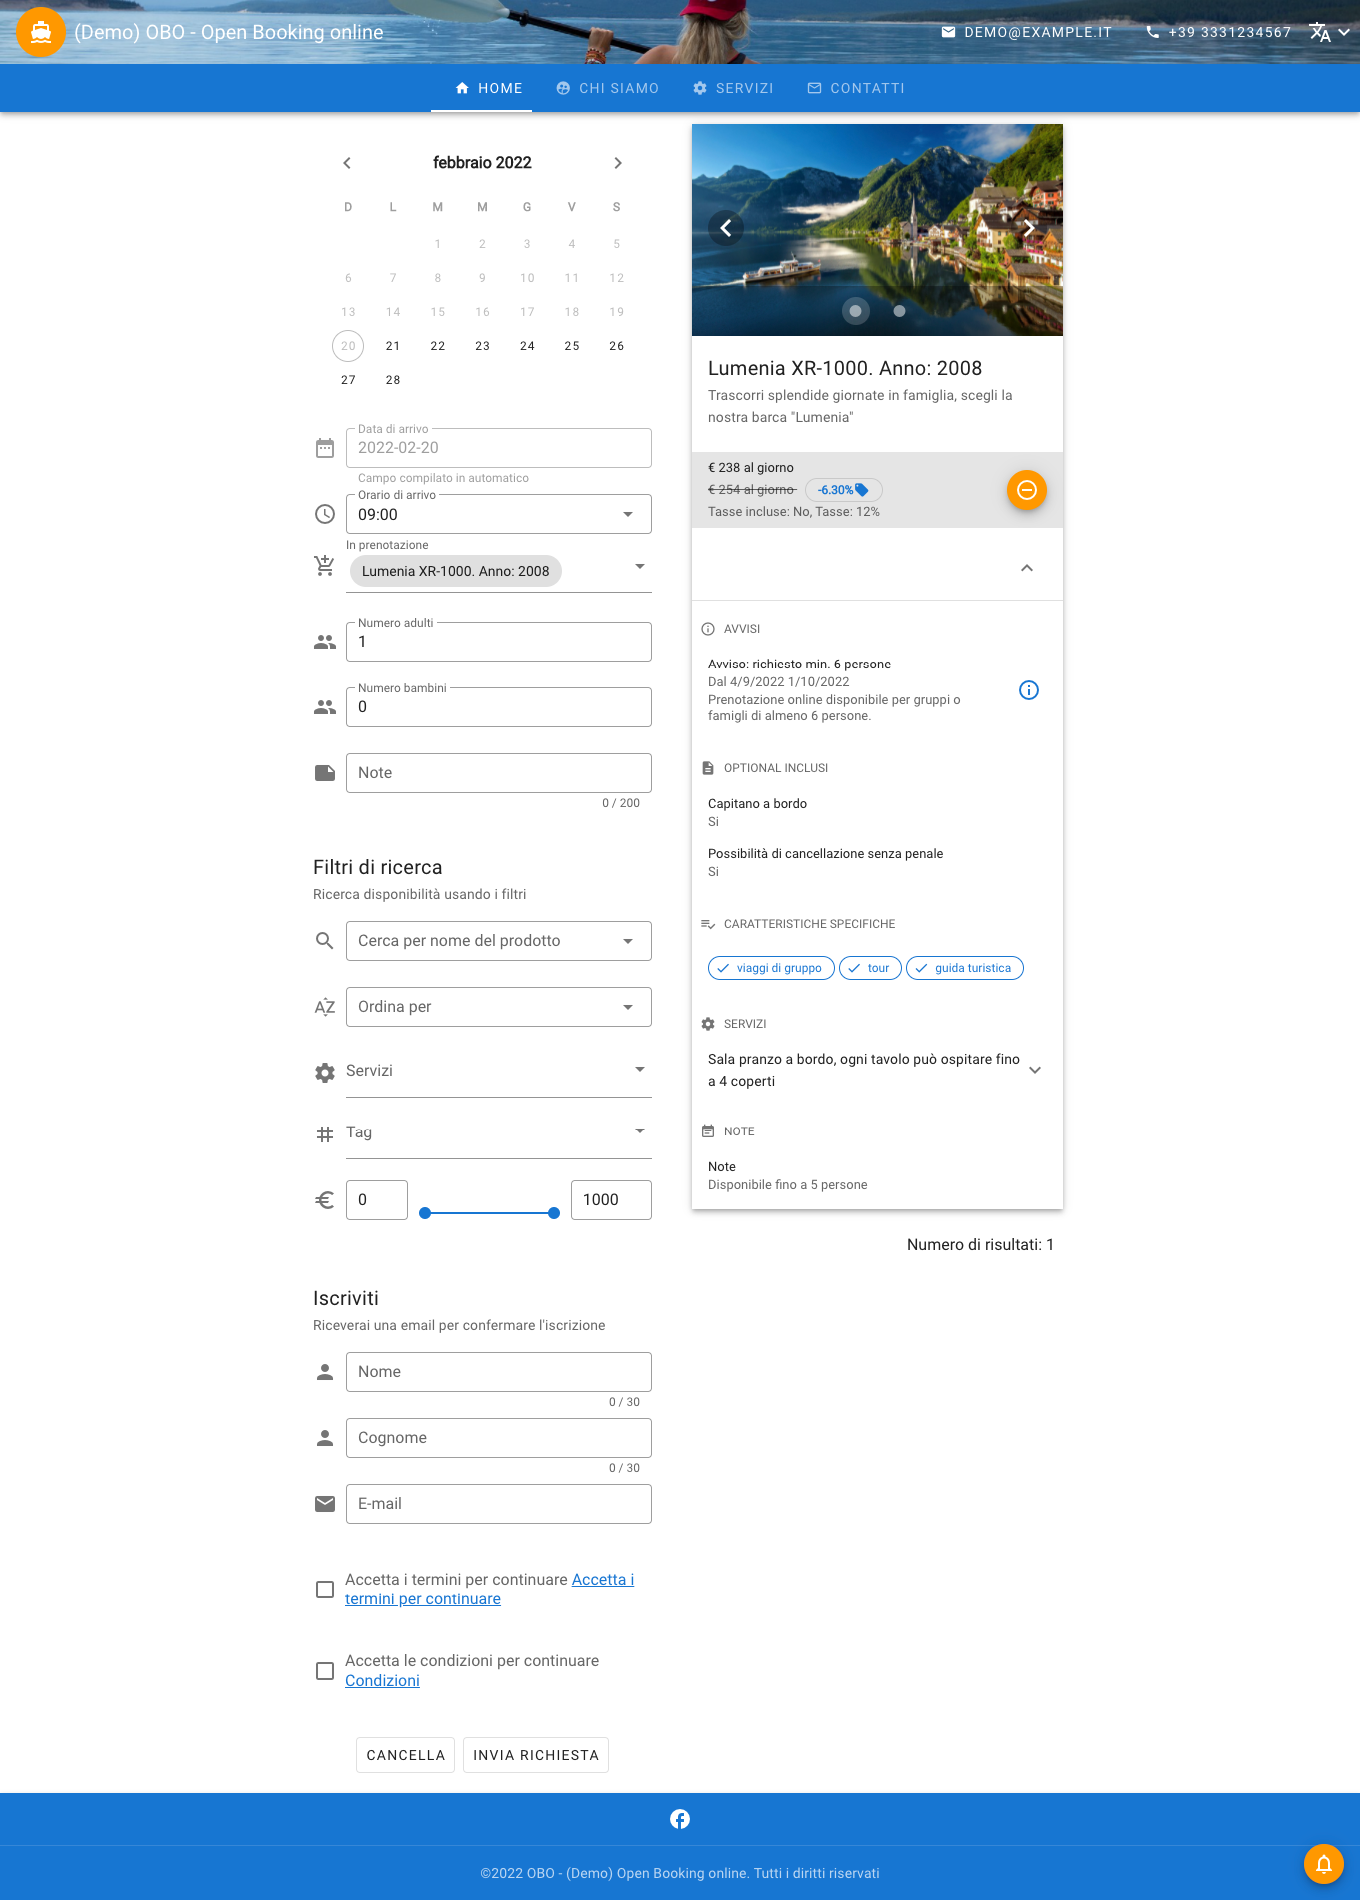 (Demo) OBO - Open Booking online
DEMO@EXAMPLE.IT
+39 3331234567
HOME
CHI SIAMO
SERVIZI
CONTATTI
febbraio 2022
D L M M G V S
1 2 3 4 5
6 7 8 9 10 11 12
13 14 15 16 17 18 19
20 21 22 23 24 25 26
27 28
Data di arrivo
2022-02-20
Campo compilato in automatico
Orario di arrivo
09:00
In prenotazione
Lumenia XR-1000. Anno: 2008
Numero adulti
1
Numero bambini
0
Note
0 / 200
Filtri di ricerca
Ricerca disponibilità usando i filtri
Cerca per nome del prodotto
Ordina per
Servizi
Tag
0
1000
Iscriviti
Riceverai una email per confermare l'iscrizione
Nome
0 / 30
Cognome
0 / 30
E-mail
Accetta i termini per continuare Accetta i
termini per continuare
Accetta le condizioni per continuare
Condizioni
CANCELLA
INVIA RICHIESTA
Lumenia XR-1000. Anno: 2008
Trascorri splendide giornate in famiglia, scegli la
nostra barca "Lumenia"
€ 238 al giorno
€ 254 al giorno -6.30%
Tasse incluse: No, Tasse: 12%
AVVISI
Avviso: richiesto min. 6 persone
Dal 4/9/2022 1/10/2022
Prenotazione online disponibile per gruppi o
famigli di almeno 6 persone.
OPTIONAL INCLUSI
Capitano a bordo
Si
Possibilità di cancellazione senza penale
Si
CARATTERISTICHE SPECIFICHE
viaggi di gruppo
tour
guida turistica
SERVIZI
Sala pranzo a bordo, ogni tavolo può ospitare fino
a 4 coperti
NOTE
Note
Disponibile fino a 5 persone
Numero di risultati: 1
©2022 OBO - (Demo) Open Booking online. Tutti i diritti riservati